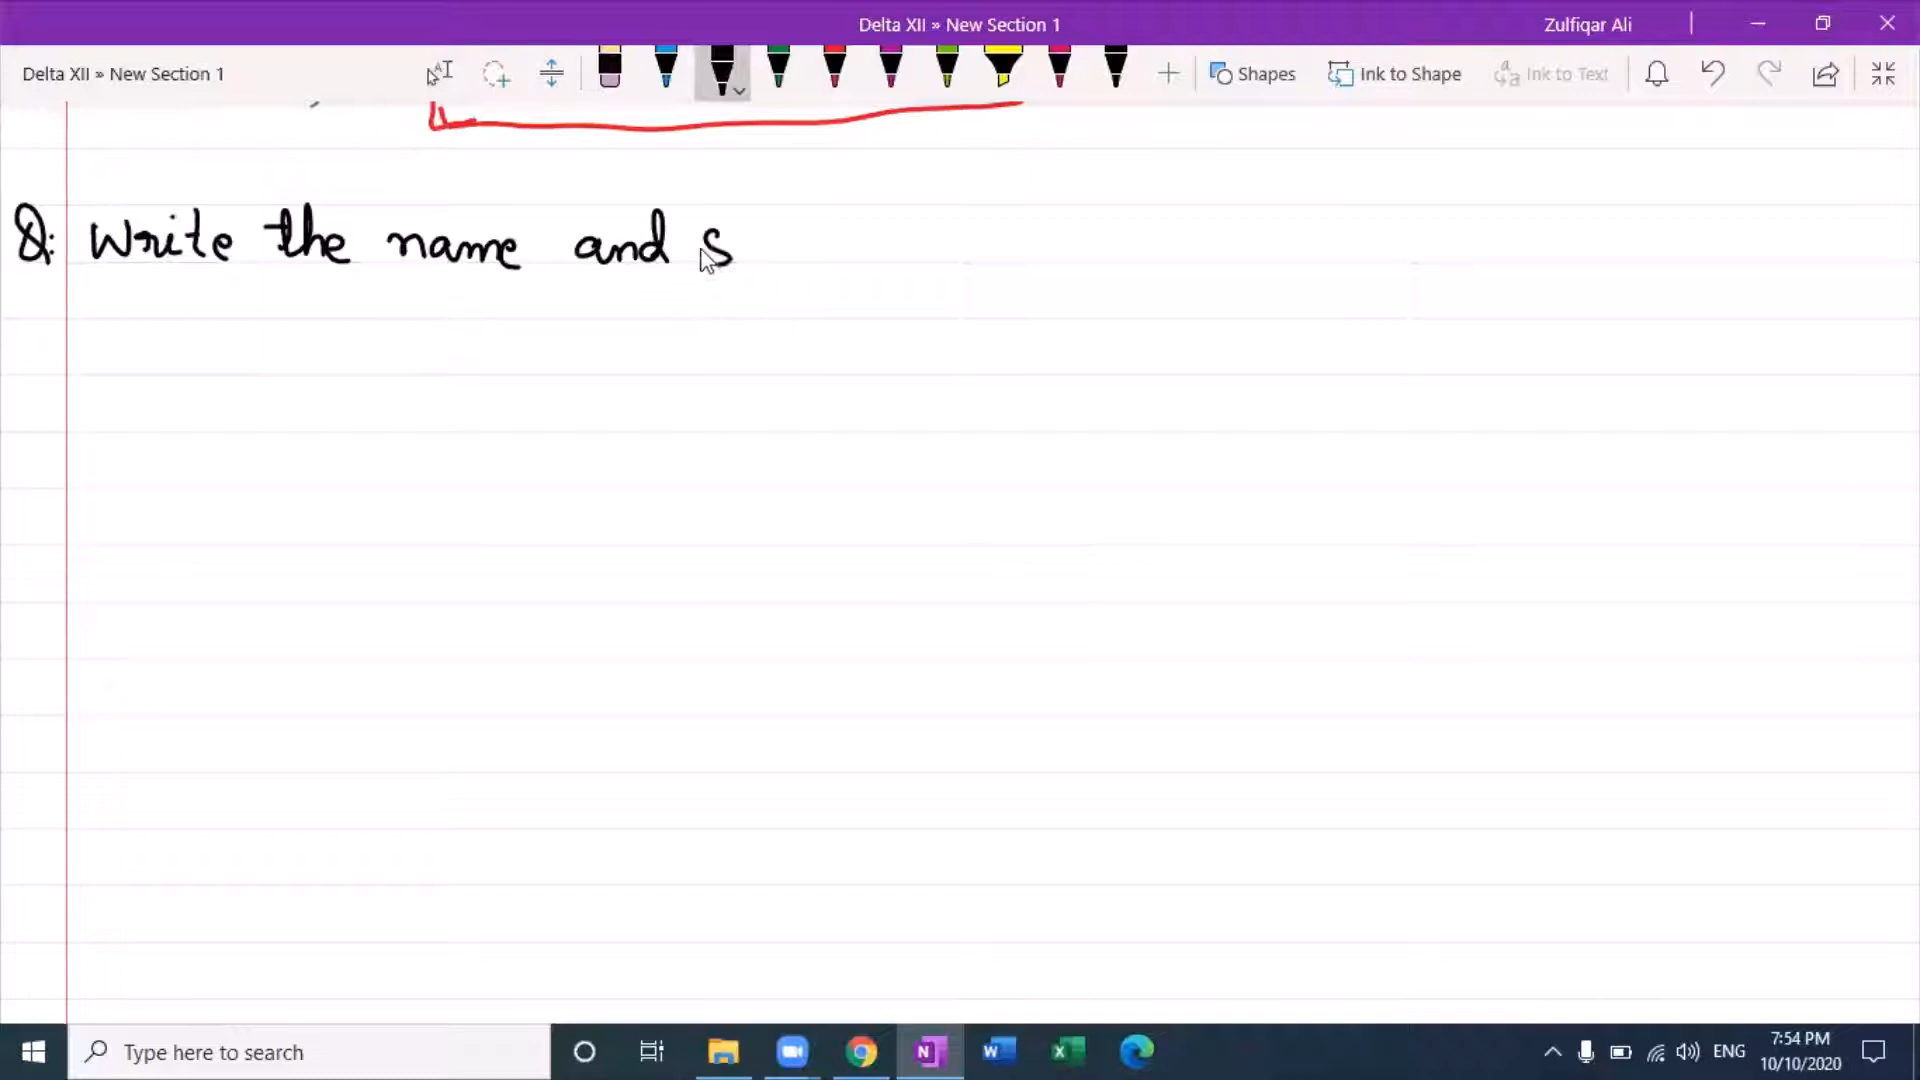 Delta XII » New Section 1
Zulfiqar Ali
Delta XII » New Section 1
Shapes
Ink to Shape
Ink to Text
Q: Write the name and s
Type here to search
ENG
7:54 PM
10/10/2020